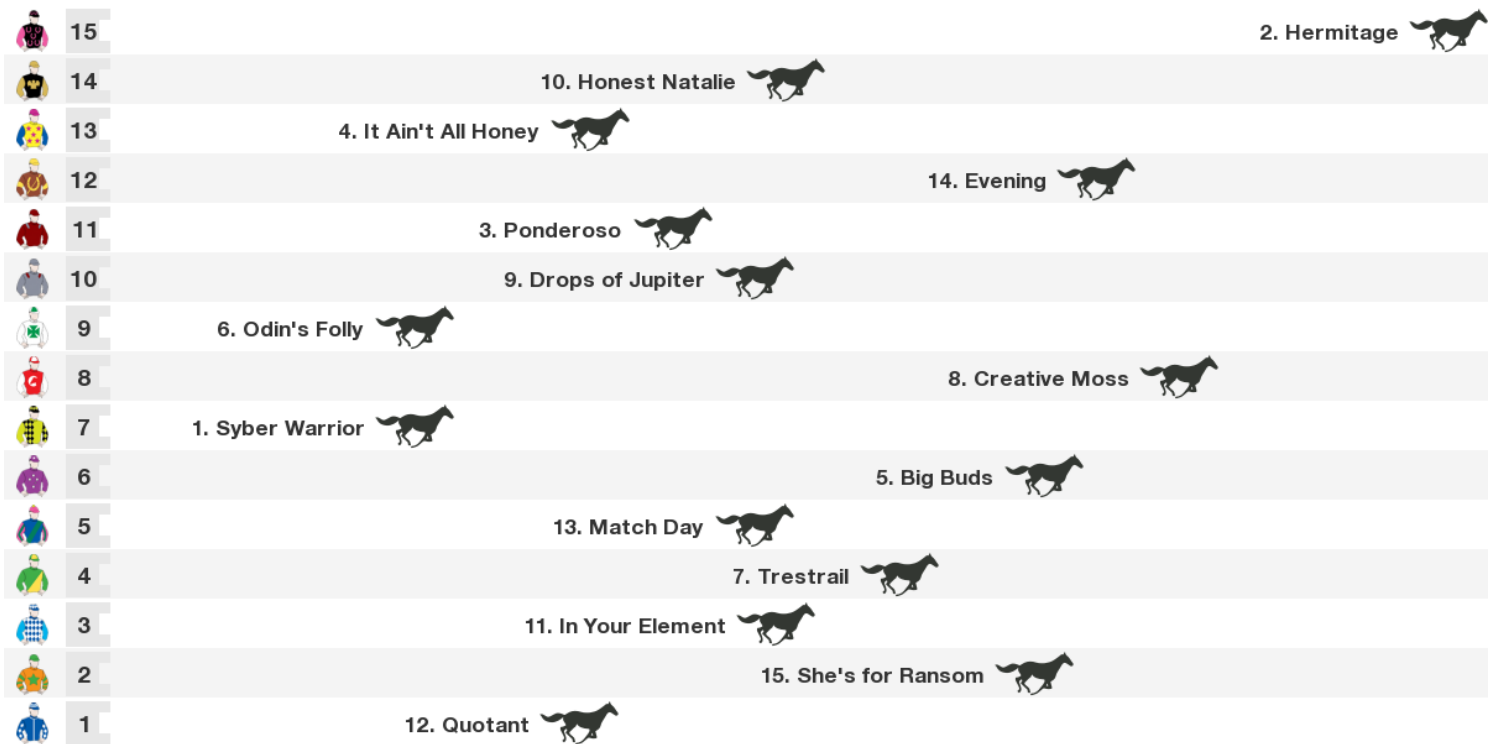 15 2. Hermitage
14 10. Honest Natalie
13 4. It Ain't All Honey
12 14. Evening
11 3. Ponderoso
10 9. Drops of Jupiter
9 6. Odin's Folly
8 8. Creative Moss
7 1. Syber Warrior
6 5. Big Buds
5 13. Match Day
4 7. Trestrail
3 11. In Your Element
2 15. She's for Ransom
1 12. Quotant